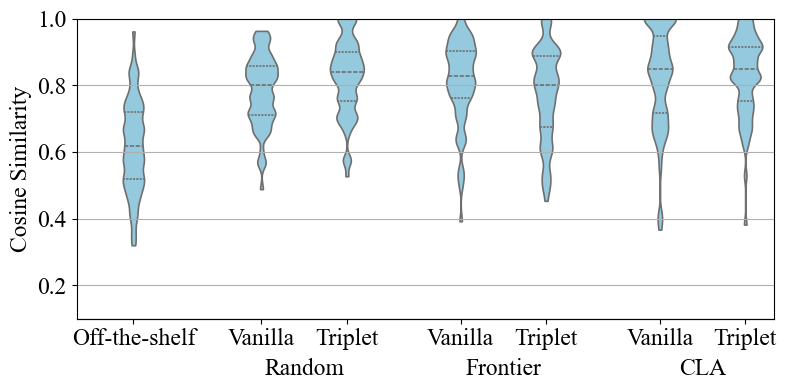 Cosine Similarity
1.0
0.8
0.6
0.4
0.2
Off-the-shelf Vanilla Triplet Vanilla Triplet Vanilla Triplet
Random Frontier CLA